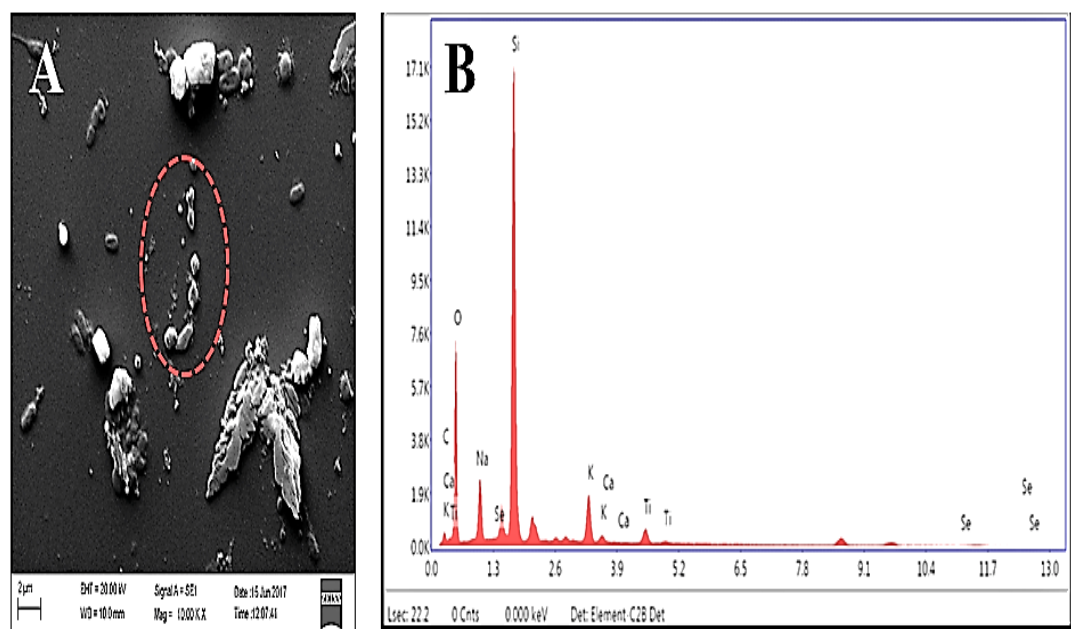 A
2 µm
EHT = 20.00 kV
Signal A = SE1
Date :15 Jun 2017
WD = 10.0 mm
Mag = 10.00 K X
Time :12:07:41
B
17.1K
15.2K
13.3K
11.4K
9.5K
7.6K
5.7K
3.8K
1.9K
0.0K
Si
O
C
Ca
K Ti
Na
Se
K
Ca
K
Ca
Ti
Ti
Se
Se
Se
0.0 1.3 2.6 3.9 5.2 6.5 7.8 9.1 10.4 11.7 13.0
Lsec: 22.2 0 Cnts 0.000 keV Det: Element-C2B Det